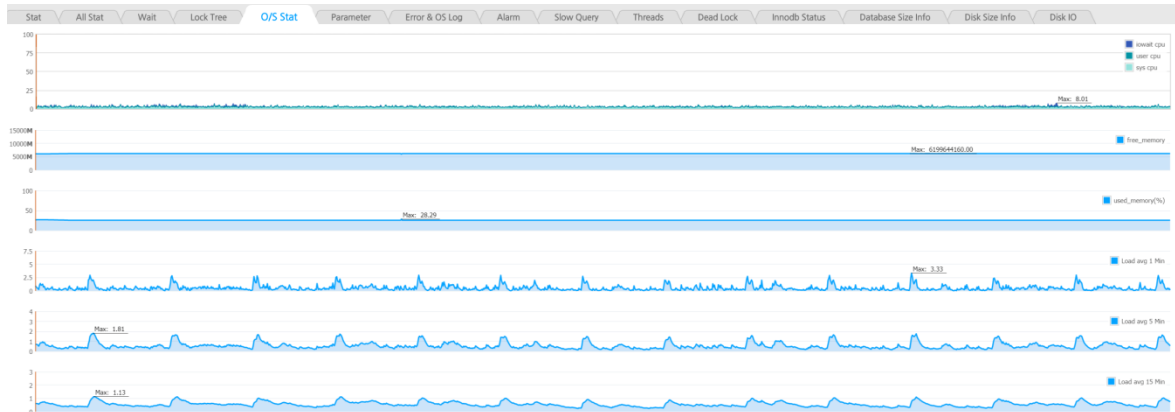 Stat All Stat Wait Lock Tree O/S Stat Parameter Error & OS Log Alarm Slow Query Threads Dead Lock Innodb Status Database Size Info Disk Size Info Disk IO
100
75
50
25
0
iowait cpu
user cpu
sys cpu
Max: 8.01
15000M
10000M
5000M
0
free_memory
Max: 6199644160.00
100
50
0
used_memory(%)
Max: 28.29
7.5
5
2.5
0
Load avg 1 Min
Max: 3.33
4
3
2
1
0
Load avg 5 Min
Max: 1.81
3
2
1
0
Load avg 15 Min
Max: 1.13